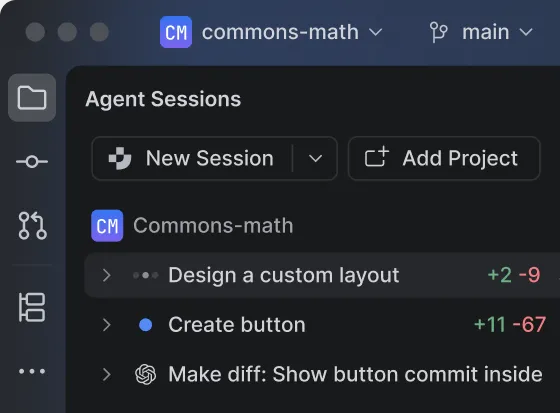 CM commons-math main
Agent Sessions
New Session Add Project
CM Commons-math
Design a custom layout +2 -9
Create button +11 -67
Make diff: Show button commit inside